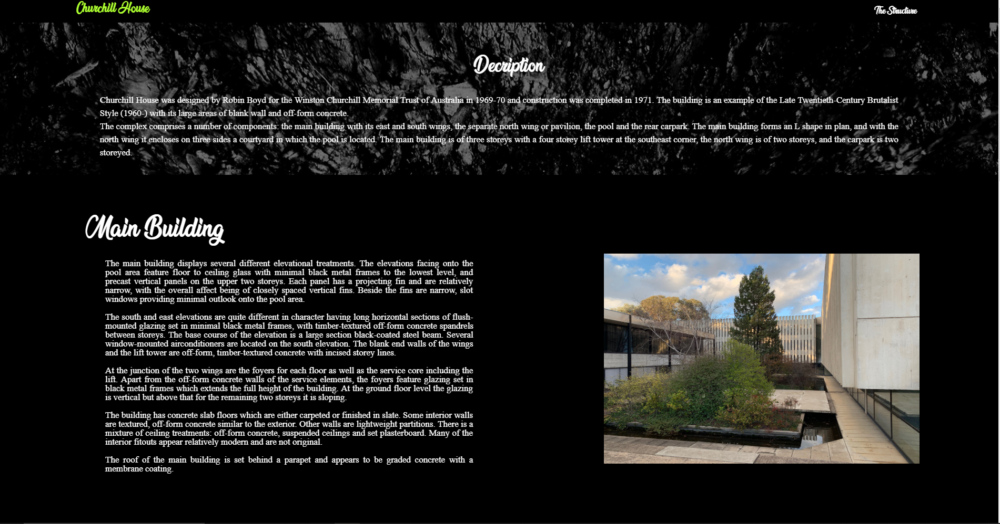 Churchill House
The Structure
Decription
Churchill House was designed by Robin Boyd for the Winston Churchill Memorial Trust of Australia in 1969-70 and construction was completed in 1971. The building is an example of the Late Twentieth-Century Brutalist
Style (1960-) with its large areas of blank wall and off-form concrete.
The complex comprises a number of components: the main building with its east and south wings, the separate north wing or pavilion, the pool and the rear carpark. The main building forms an L shape in plan, and with the
north wing it encloses on three sides a courtyard in which the pool is located. The main building is of three storeys with a four storey lift tower at the southeast corner, the north wing is of two storeys, and the carpark is two
storeyed.
Main Building
The main building displays several different elevational treatments. The elevations facing onto the
pool area feature floor to ceiling glass with minimal black metal frames to the lowest level, and
precast vertical panels on the upper two storeys. Each panel has a projecting fin and are relatively
narrow, with the overall affect being of closely spaced vertical fins. Beside the fins are narrow, slot
windows providing minimal outlook onto the pool area.
The south and east elevations are quite different in character having long horizontal sections of flush-
mounted glazing set in minimal black metal frames, with timber-textured off-form concrete spandrels
between storeys. The base course of the elevation is a large section black-coated steel beam. Several
window-mounted airconditioners are located on the south elevation. The blank end walls of the wings
and the lift tower are off-form, timber-textured concrete with incised storey lines.
At the junction of the two wings are the foyers for each floor as well as the service core including the
lift. Apart from the off-form concrete walls of the service elements, the foyers feature glazing set in
black metal frames which extends the full height of the building. At the ground floor level the glazing
is vertical but above that for the remaining two storeys it is sloping.
The building has concrete slab floors which are either carpeted or finished in slate. Some interior walls
are textured, off-form concrete similar to the exterior. Other walls are lightweight partitions. There is a
mixture of ceiling treatments: off-form concrete, suspended ceilings and set plasterboard. Many of the
interior fitouts appear relatively modern and are not original.
The roof of the main building is set behind a parapet and appears to be graded concrete with a
membrane coating.